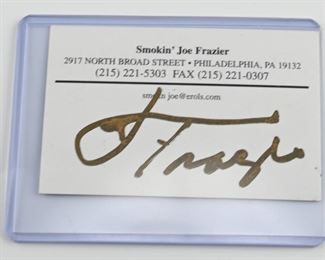 Smokin' Joe Frazier
2917 NORTH BROAD STREET • PHILADELPHIA, PA 19132
(215) 221-5303 FAX (215) 221-0307
smokin joe@erols.com
J Frazier